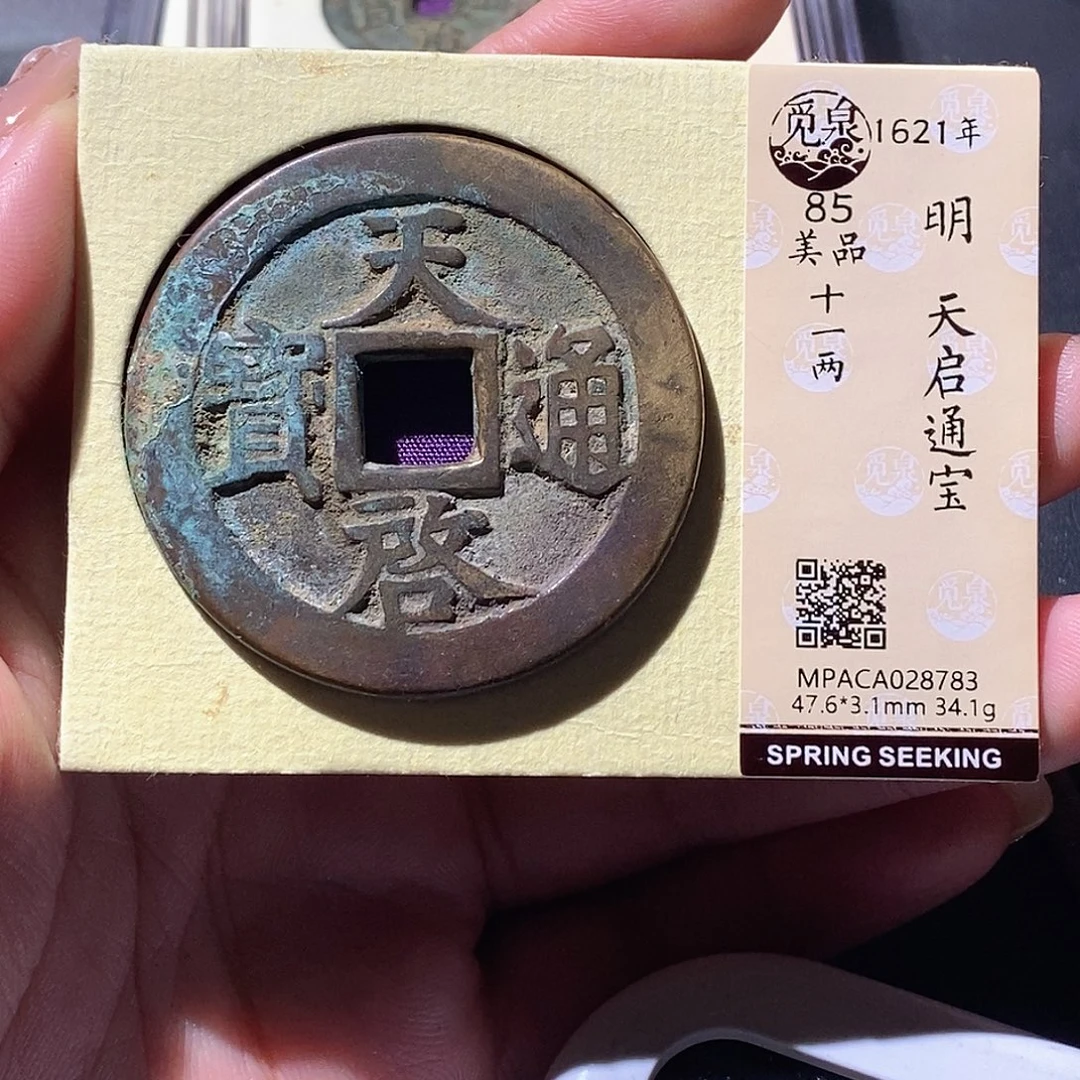 天
啓
通
寶
覓泉
1621年
85
美品
十一两
明 天启通宝
MPACA028783
47.6*3.1mm 34.1g
SPRING SEEKING